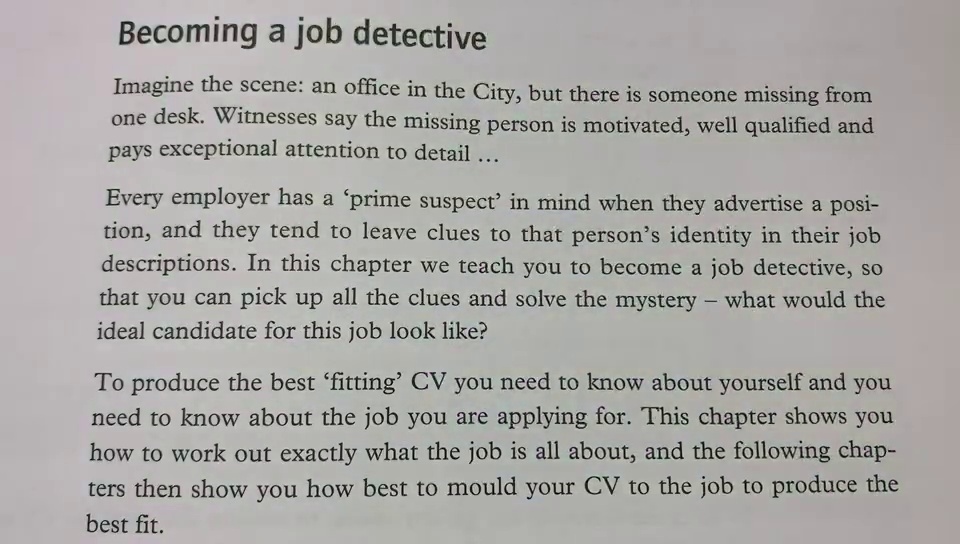 Becoming a job detective
Imagine the scene: an office in the City, but there is someone missing from
one desk. Witnesses say the missing person is motivated, well qualified and
pays exceptional attention to detail ...
Every employer has a ‘prime suspect’ in mind when they advertise a posi-
tion, and they tend to leave clues to that person’s identity in their job
descriptions. In this chapter we teach you to become a job detective, so
that you can pick up all the clues and solve the mystery – what would the
ideal candidate for this job look like?
To produce the best ‘fitting’ CV you need to know about yourself and you
need to know about the job you are applying for. This chapter shows you
how to work out exactly what the job is all about, and the following chap-
ters then show you how best to mould your CV to the job to produce the
best fit.